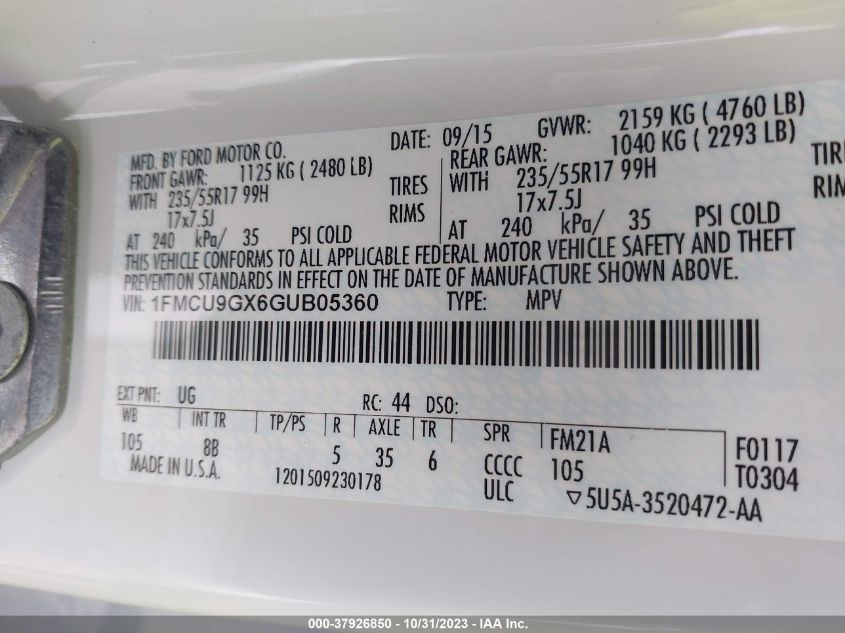 MFD. BY FORD MOTOR CO. DATE: 09/15 GVWR: 2159 KG ( 4760 LB)
FRONT GAWR: 1125 KG ( 2480 LB) REAR GAWR: 1040 KG ( 2293 LB)
WITH 235/55R17 99H TIRES WITH 235/55R17 99H TIRE
17x7.5J RIMS 17x7.5J RIM
AT 240 kPa/ 35 PSI COLD AT 240 kPa/ 35 PSI COLD
THIS VEHICLE CONFORMS TO ALL APPLICABLE FEDERAL MOTOR VEHICLE SAFETY AND THEFT
PREVENTION STANDARDS IN EFFECT ON THE DATE OF MANUFACTURE SHOWN ABOVE.
VIN: 1FMCU9GX6GUB05360 TYPE: MPV
EXT PNT: UG RC: 44 DSO:
WB INT TR TP/PS R AXLE TR SPR FM21A F0117
105 8B 5 35 6 CCCC 105 T0304
MADE IN U.S.A. 1201509230178 ULC ▽5U5A-3520472-AA
000-37926850 - 10/31/2023 - IAA Inc.